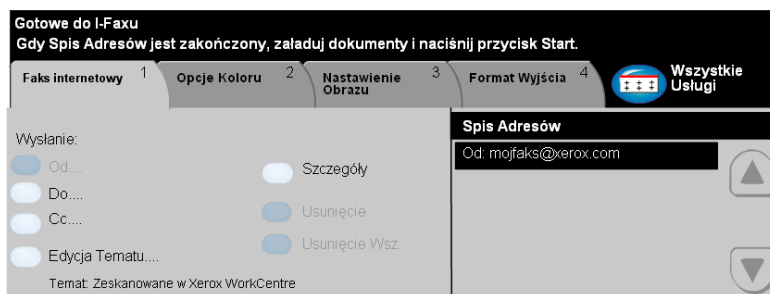 Gotowe do I-Faxu
Gdy Spis Adresów jest zakończony, załaduj dokumenty i naciśnij przycisk Start.
Faks internetowy 1
Opcje Koloru 2
Nastawienie Obrazu 3
Format Wyjścia 4
Wszystkie Usługi
Wysłanie:
Od....
Do....
Cc....
Edycja Tematu....
Temat: Zeskanowane w Xerox WorkCentre
Szczegóły
Usunięcie
Usunięcie Wsz.
Spis Adresów
Od: mojfaks@xerox.com